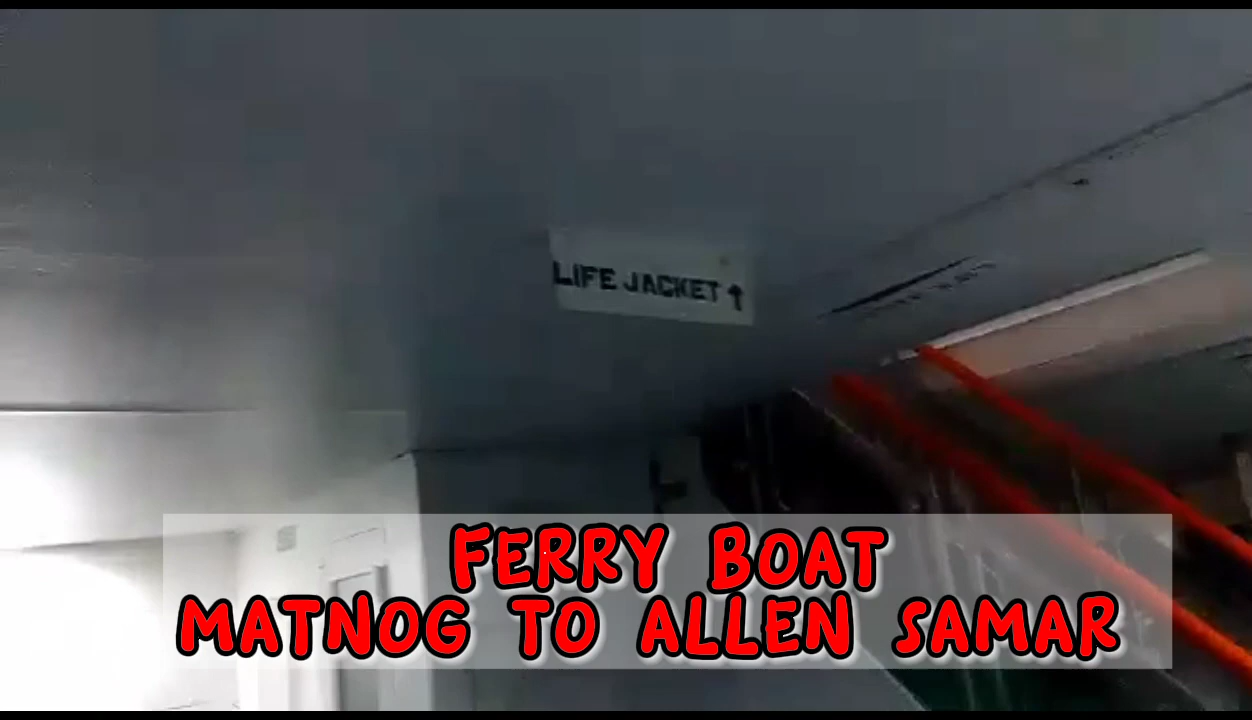 LIFE JACKET ↑
FERRY BOAT
MATNOG TO ALLEN SAMAR